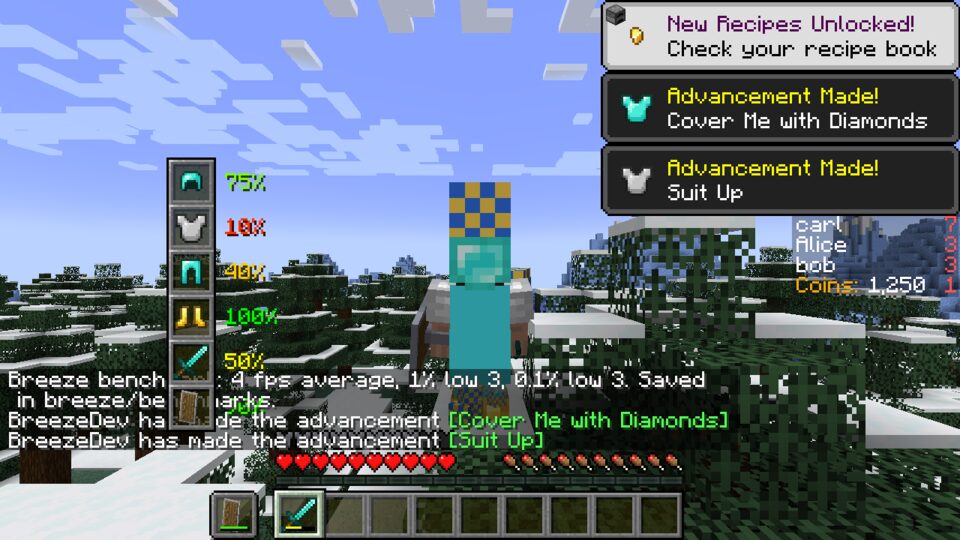 New Recipes Unlocked!
Check your recipe book
Advancement Made!
Cover Me with Diamonds
Advancement Made!
Suit Up
carl 7
Alice 3
bob 3
Coins: 1,250 1
75%
10%
40%
100%
50%
Breeze bench : 4 fps average, 1% low 3, 0.1% low 3. Saved
in breeze/be marks.
BreezeDev ha de the advancement [Cover Me with Diamonds]
BreezeDev has made the advancement [Suit Up]